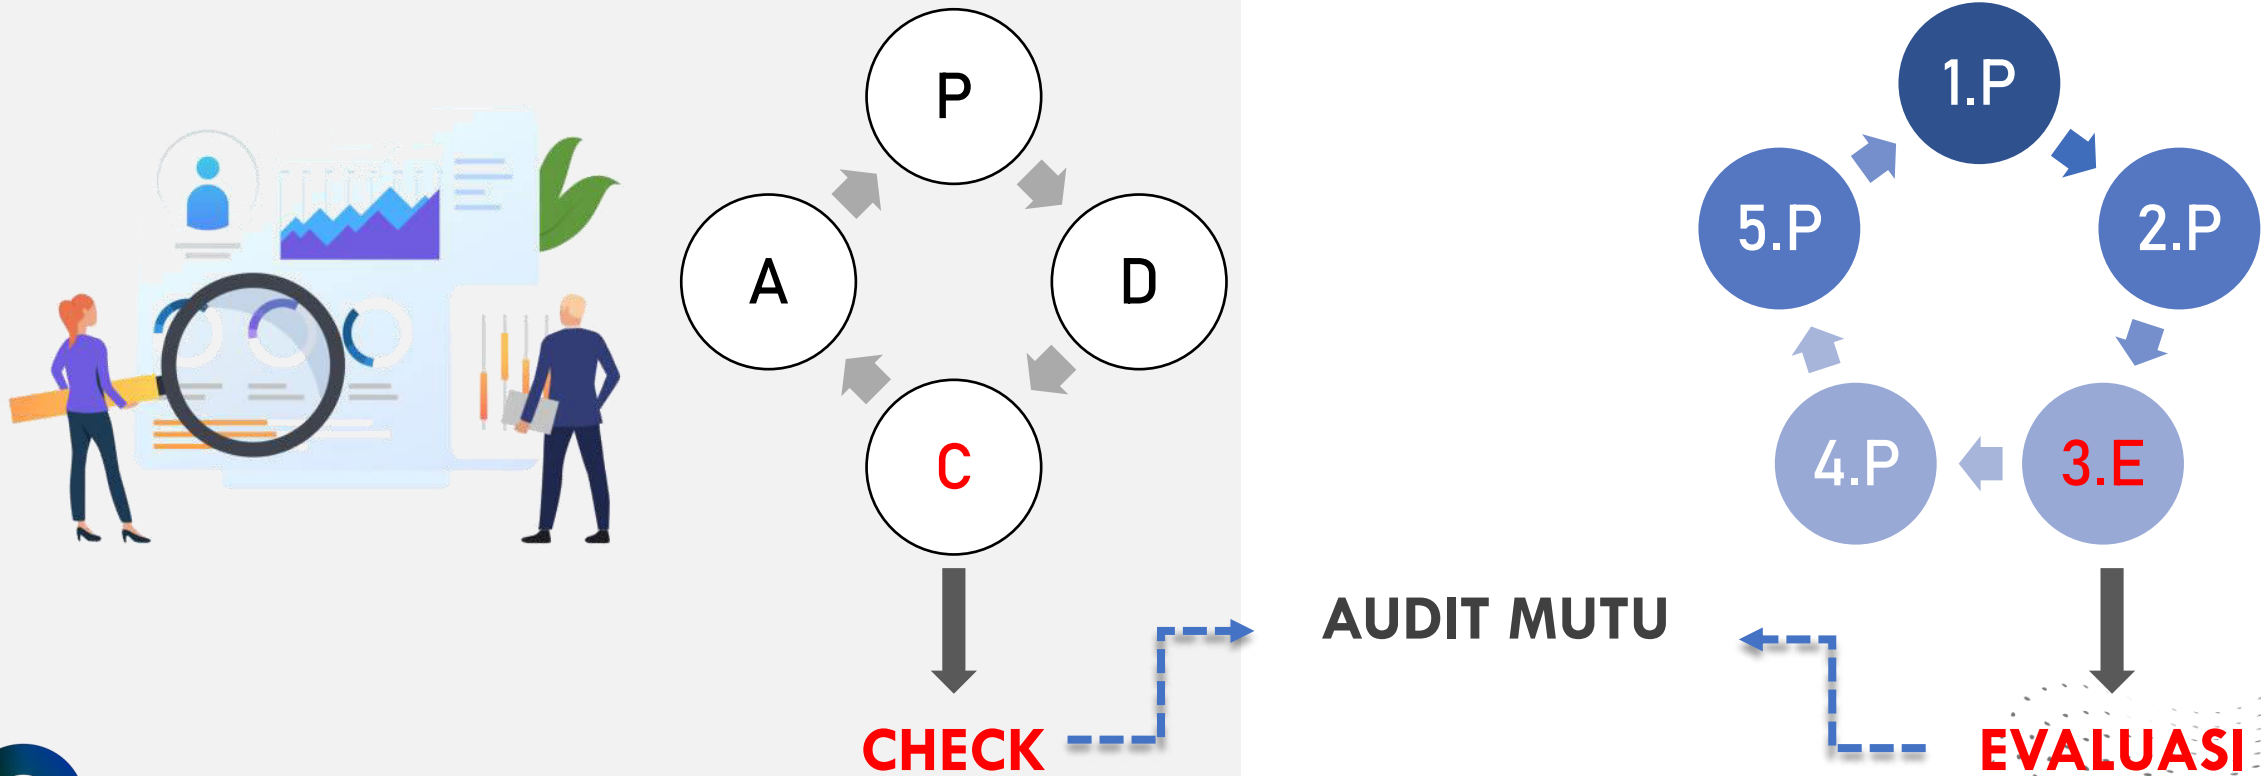 P
A
D
C
CHECK
AUDIT MUTU
1.P
5.P
2.P
4.P
3.E
EVALUASI